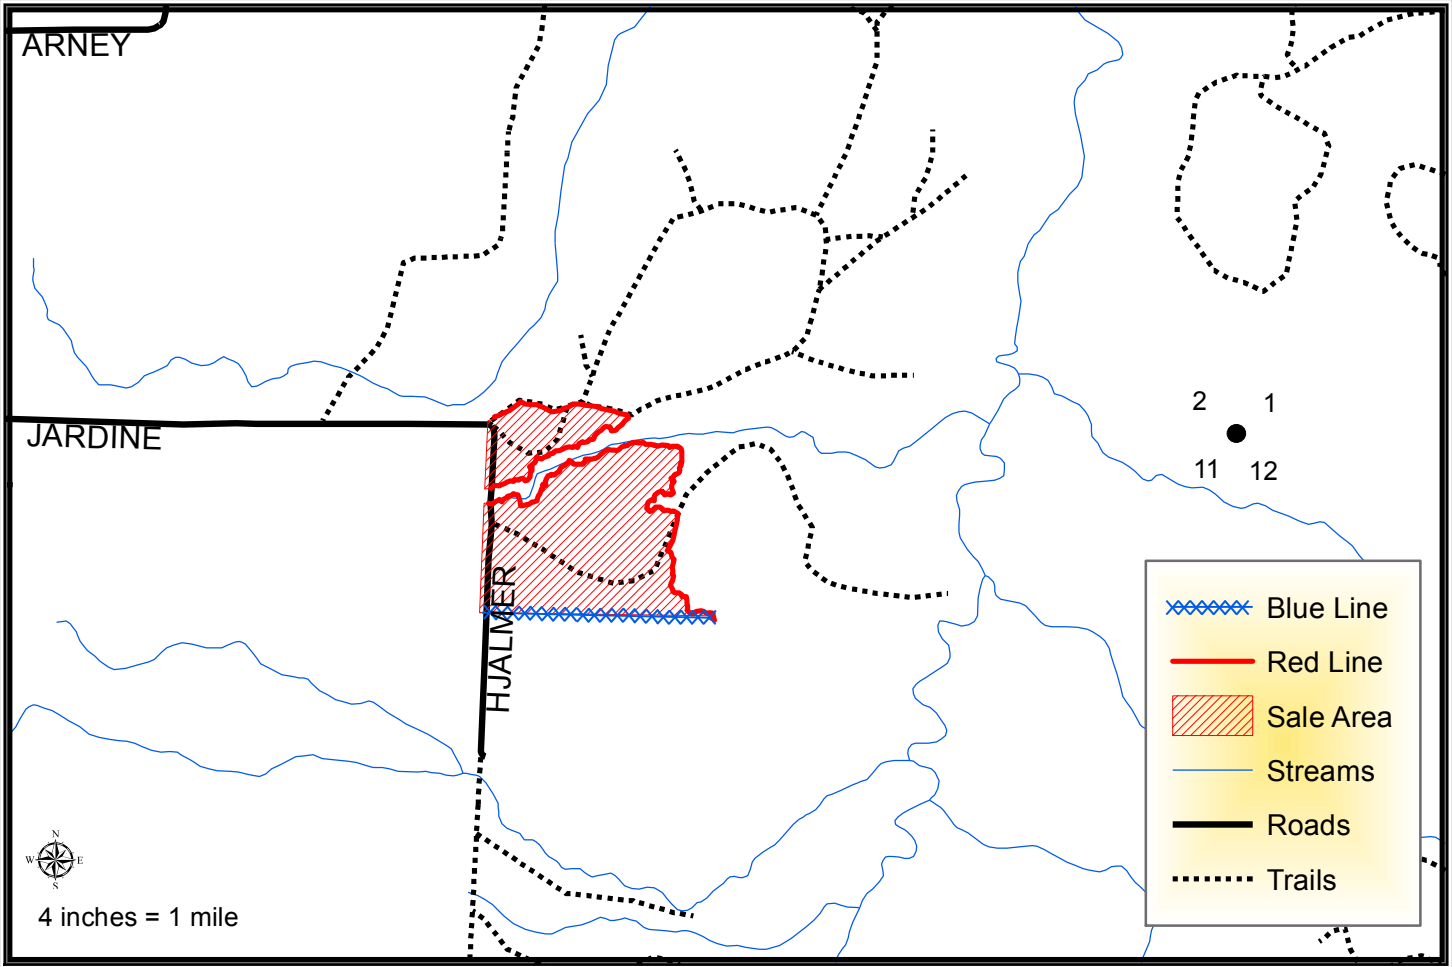 ARNEY
JARDINE
HJALMER
2
1
11
12
Blue Line
Red Line
Sale Area
Streams
Roads
Trails
N
W
E
S
4 inches = 1 mile